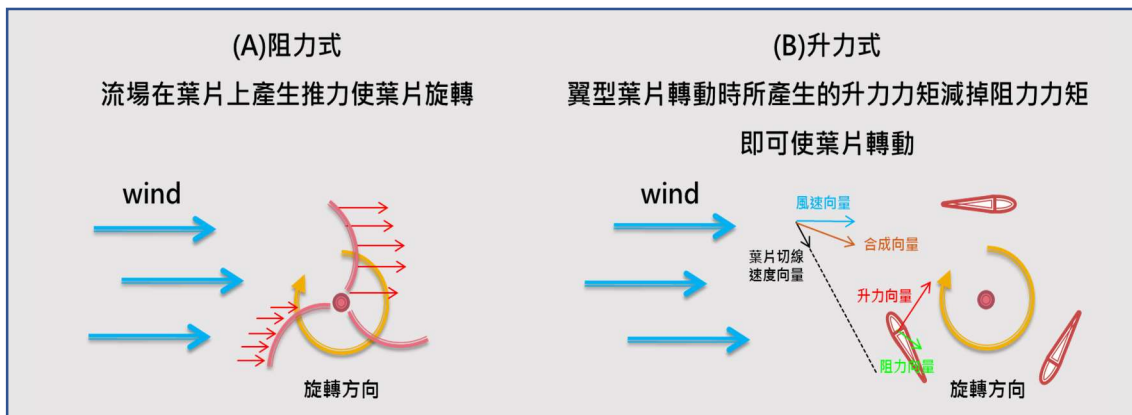 (A)阻力式
流場在葉片上產生推力使葉片旋轉
wind
旋轉方向
(B)升力式
翼型葉片轉動時所產生的升力力矩減掉阻力力矩
即可使葉片轉動
wind
風速向量
合成向量
葉片切線
速度向量
升力向量
阻力向量
旋轉方向